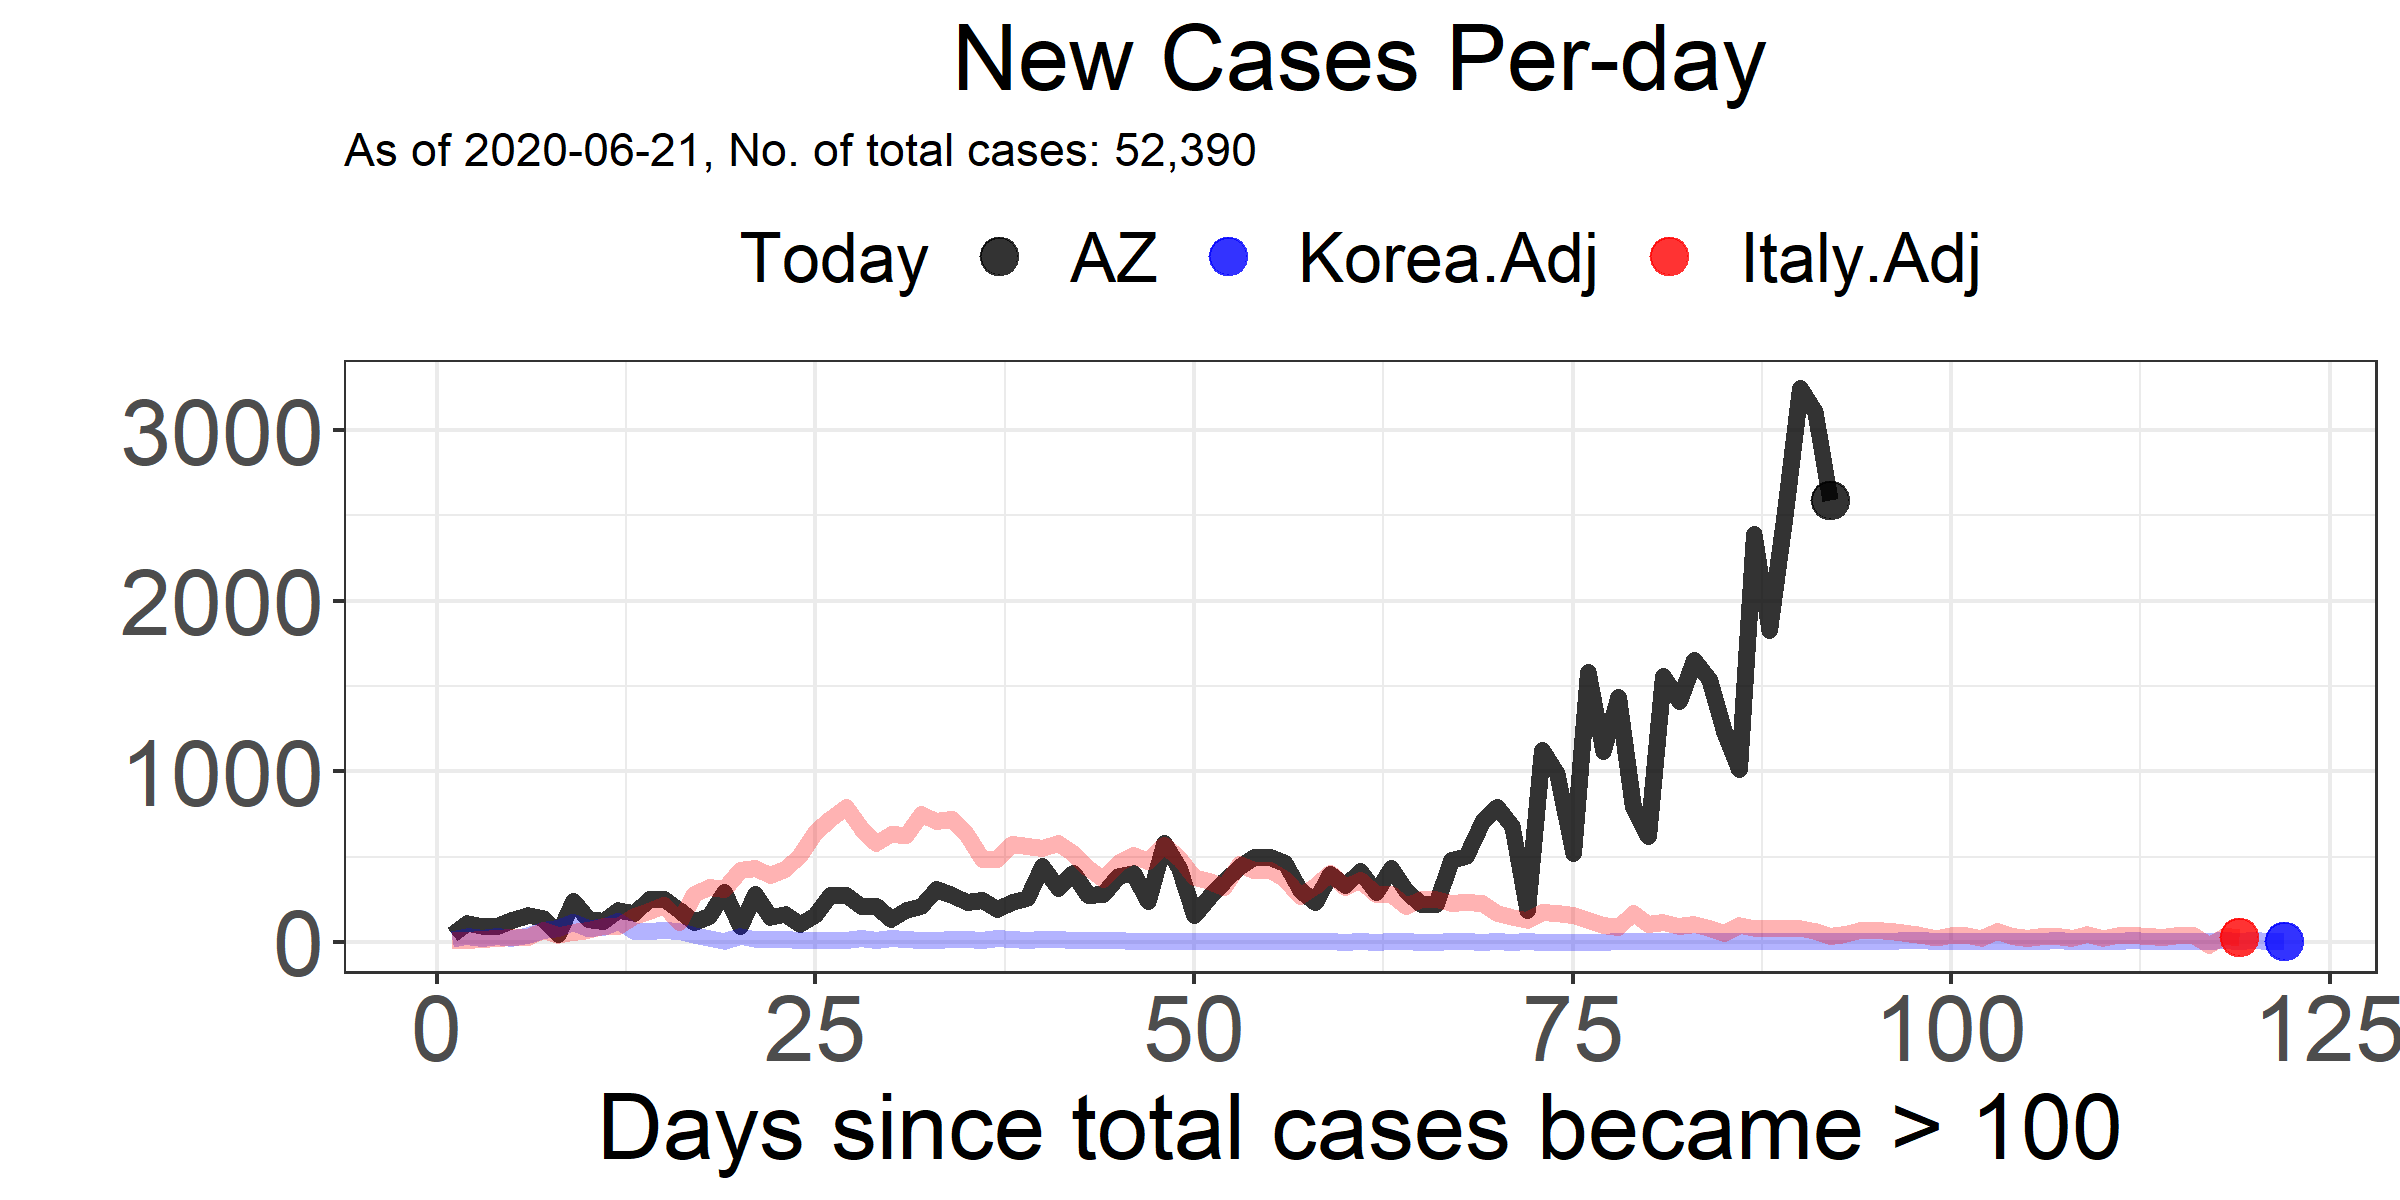 New Cases Per-day
As of 2020-06-21, No. of total cases: 52,390
Today AZ Korea.Adj Italy.Adj
3000
2000
1000
0
0 25 50 75 100 125
Days since total cases became > 100